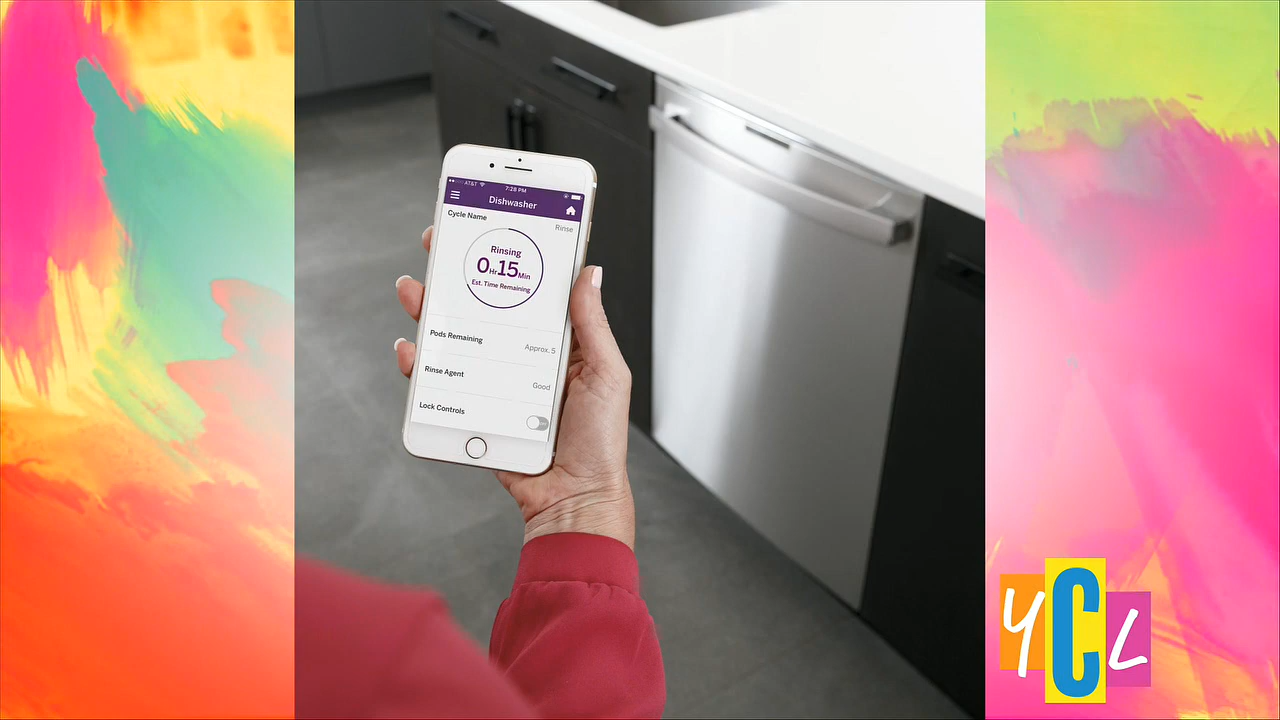 AT&T
7:28 PM
Dishwasher
Cycle Name
Rinse
Rinsing
0Hr15Min
Est. Time Remaining
Pods Remaining
Approx. 5
Rinse Agent
Good
Lock Controls
YCL